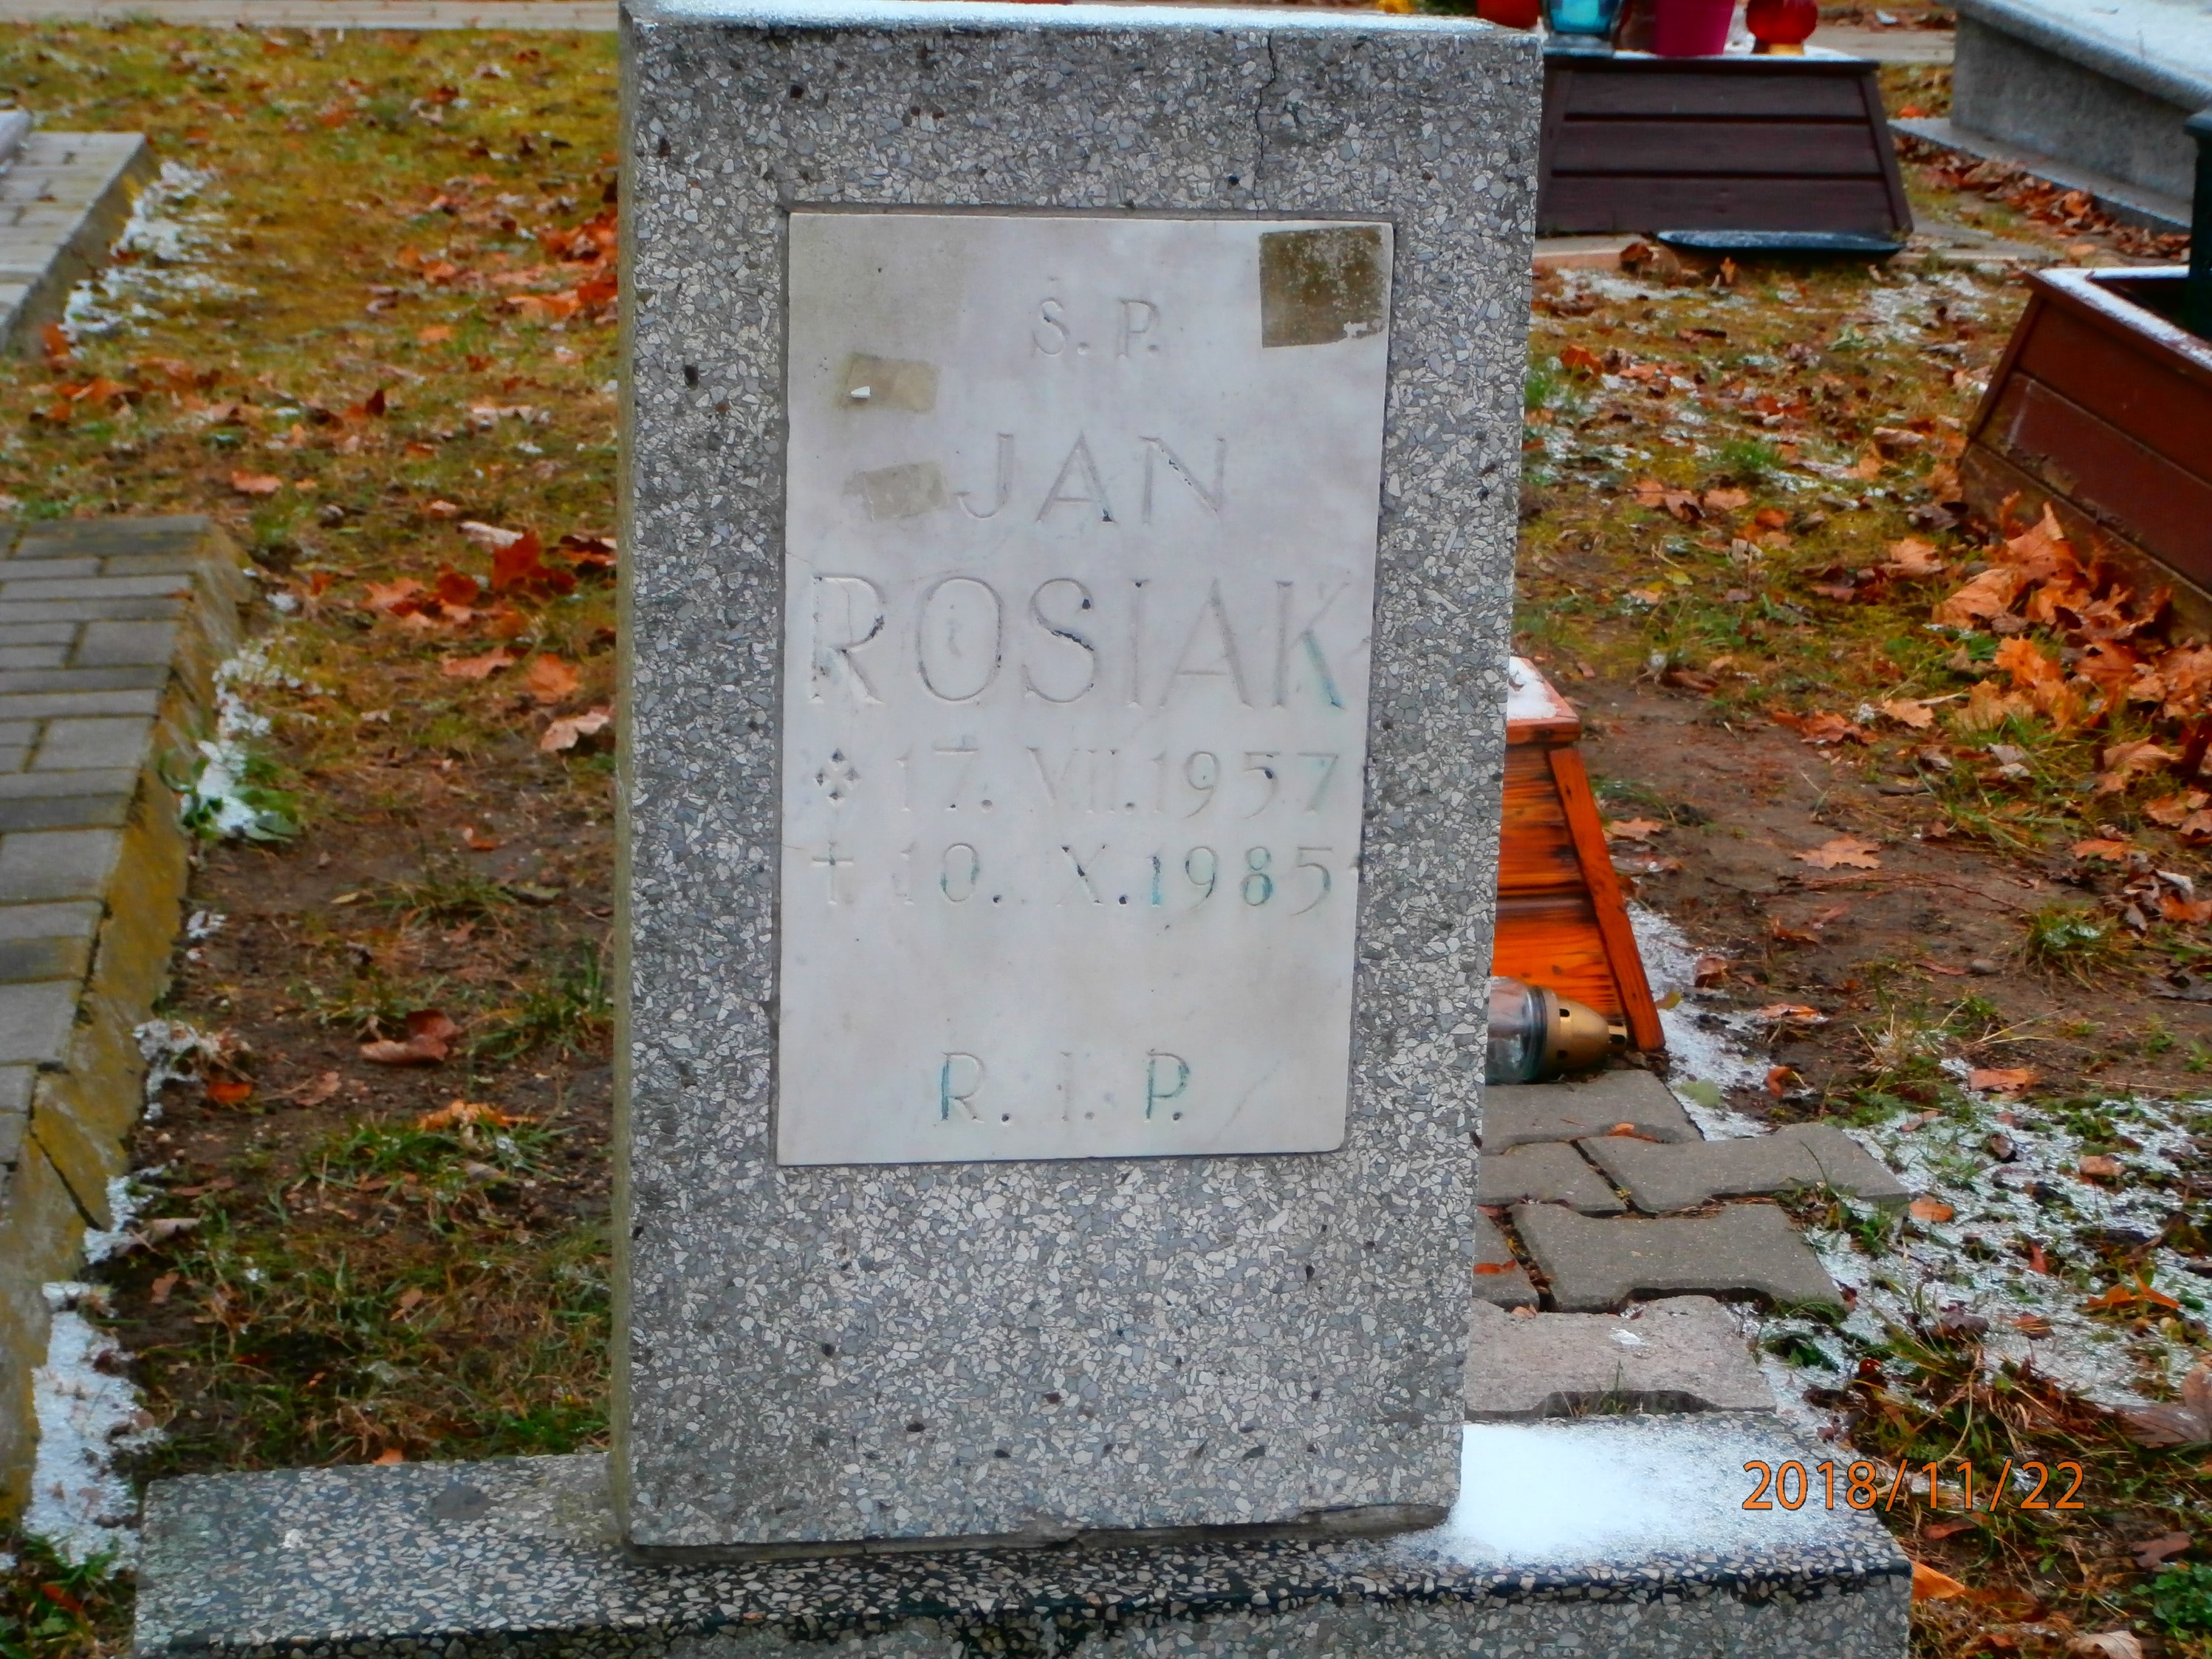 Ś. P.
JAN
ROSIAK
17. VII. 1957
† 10. X. 1985
R. I. P.
2018/11/22